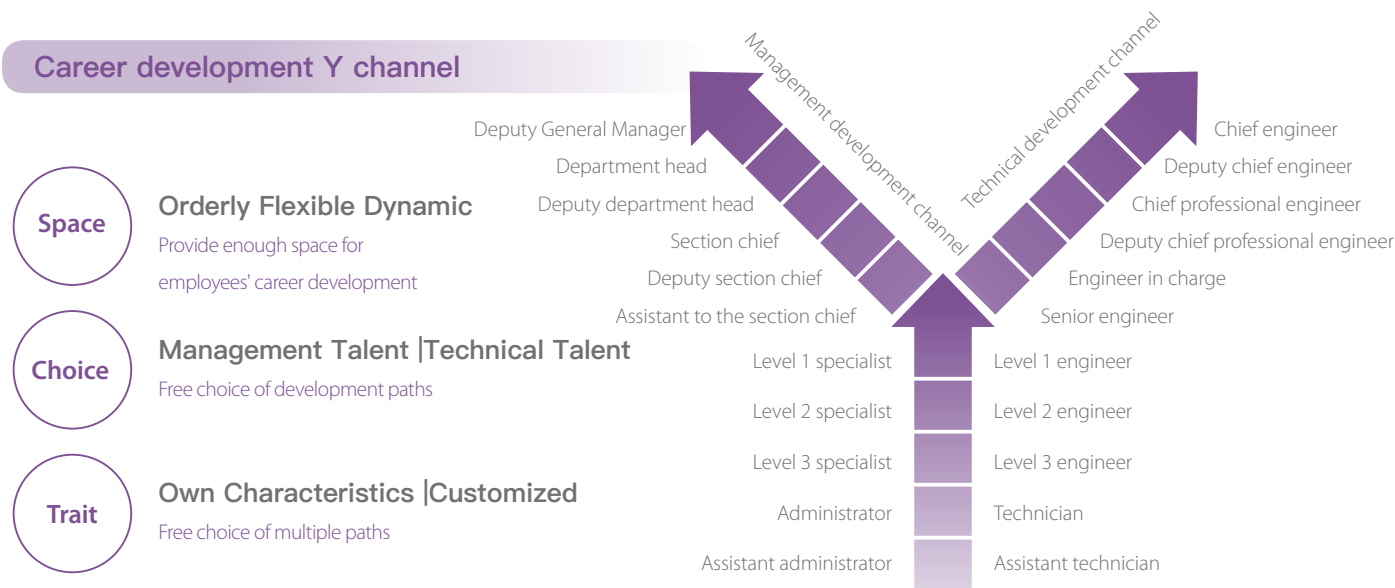 Career development Y channel
Space
Orderly Flexible Dynamic
Provide enough space for
employees' career development
Choice
Management Talent |Technical Talent
Free choice of development paths
Trait
Own Characteristics |Customized
Free choice of multiple paths
Management development channel
Technical development channel
Deputy General Manager
Department head
Deputy department head
Section chief
Deputy section chief
Assistant to the section chief
Level 1 specialist
Level 2 specialist
Level 3 specialist
Administrator
Assistant administrator
Chief engineer
Deputy chief engineer
Chief professional engineer
Deputy chief professional engineer
Engineer in charge
Senior engineer
Level 1 engineer
Level 2 engineer
Level 3 engineer
Technician
Assistant technician